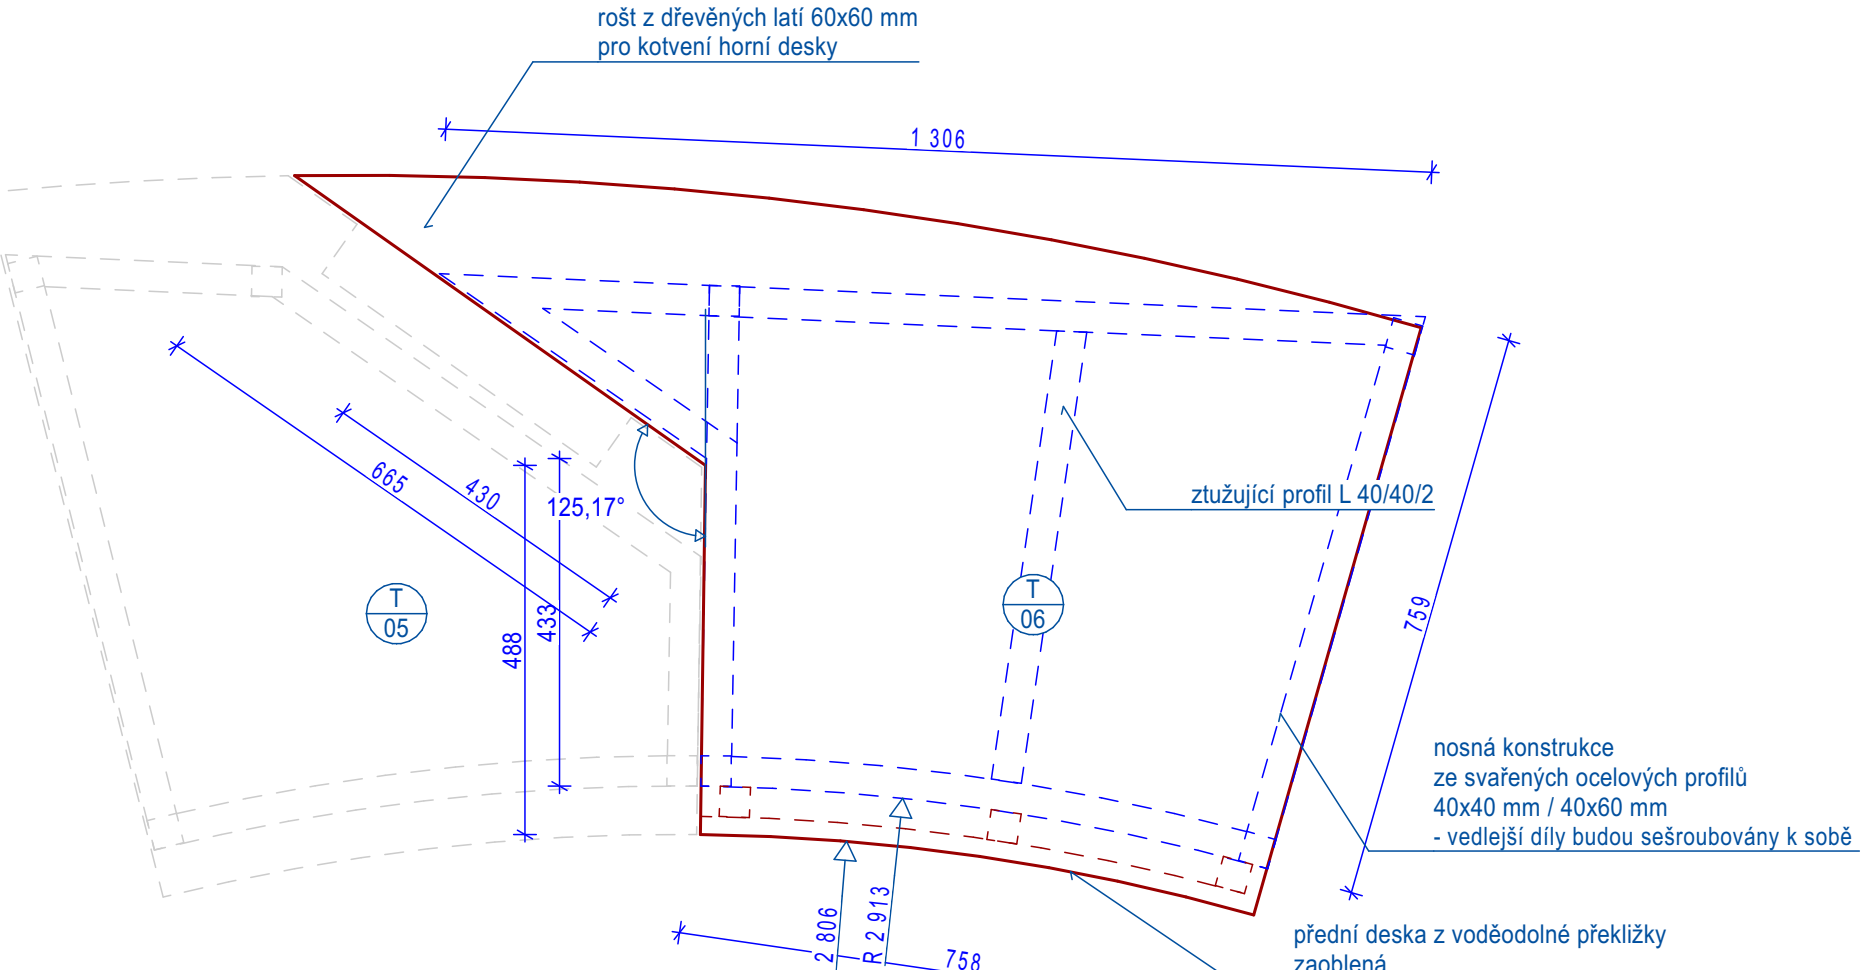 rošt z dřevěných latí 60x60 mm
pro kotvení horní desky
1 306
665
430
125,17°
488
433
ztužující profil L 40/40/2
T
05
T
06
759
nosná konstrukce
ze svařených ocelových profilů
40x40 mm / 40x60 mm
- vedlejší díly budou sešroubovány k sobě
2 806
R 2 913
758
přední deska z voděodolné překližky
zaoblená